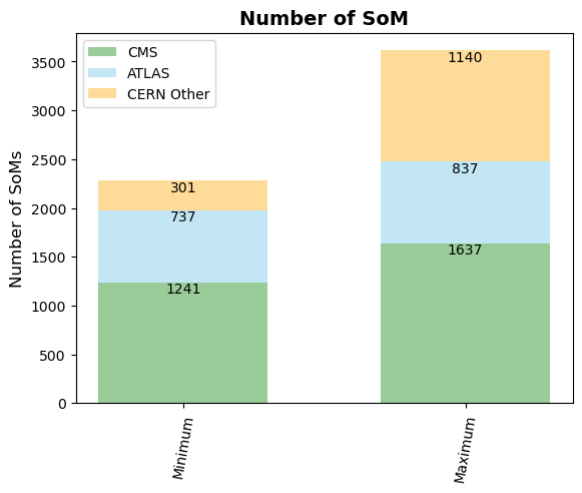 Number of SoM
CMS
ATLAS
CERN Other
Number of SoMs
3500
3000
2500
2000
1500
1000
500
0
301
737
1241
1140
837
1637
Minimum
Maximum